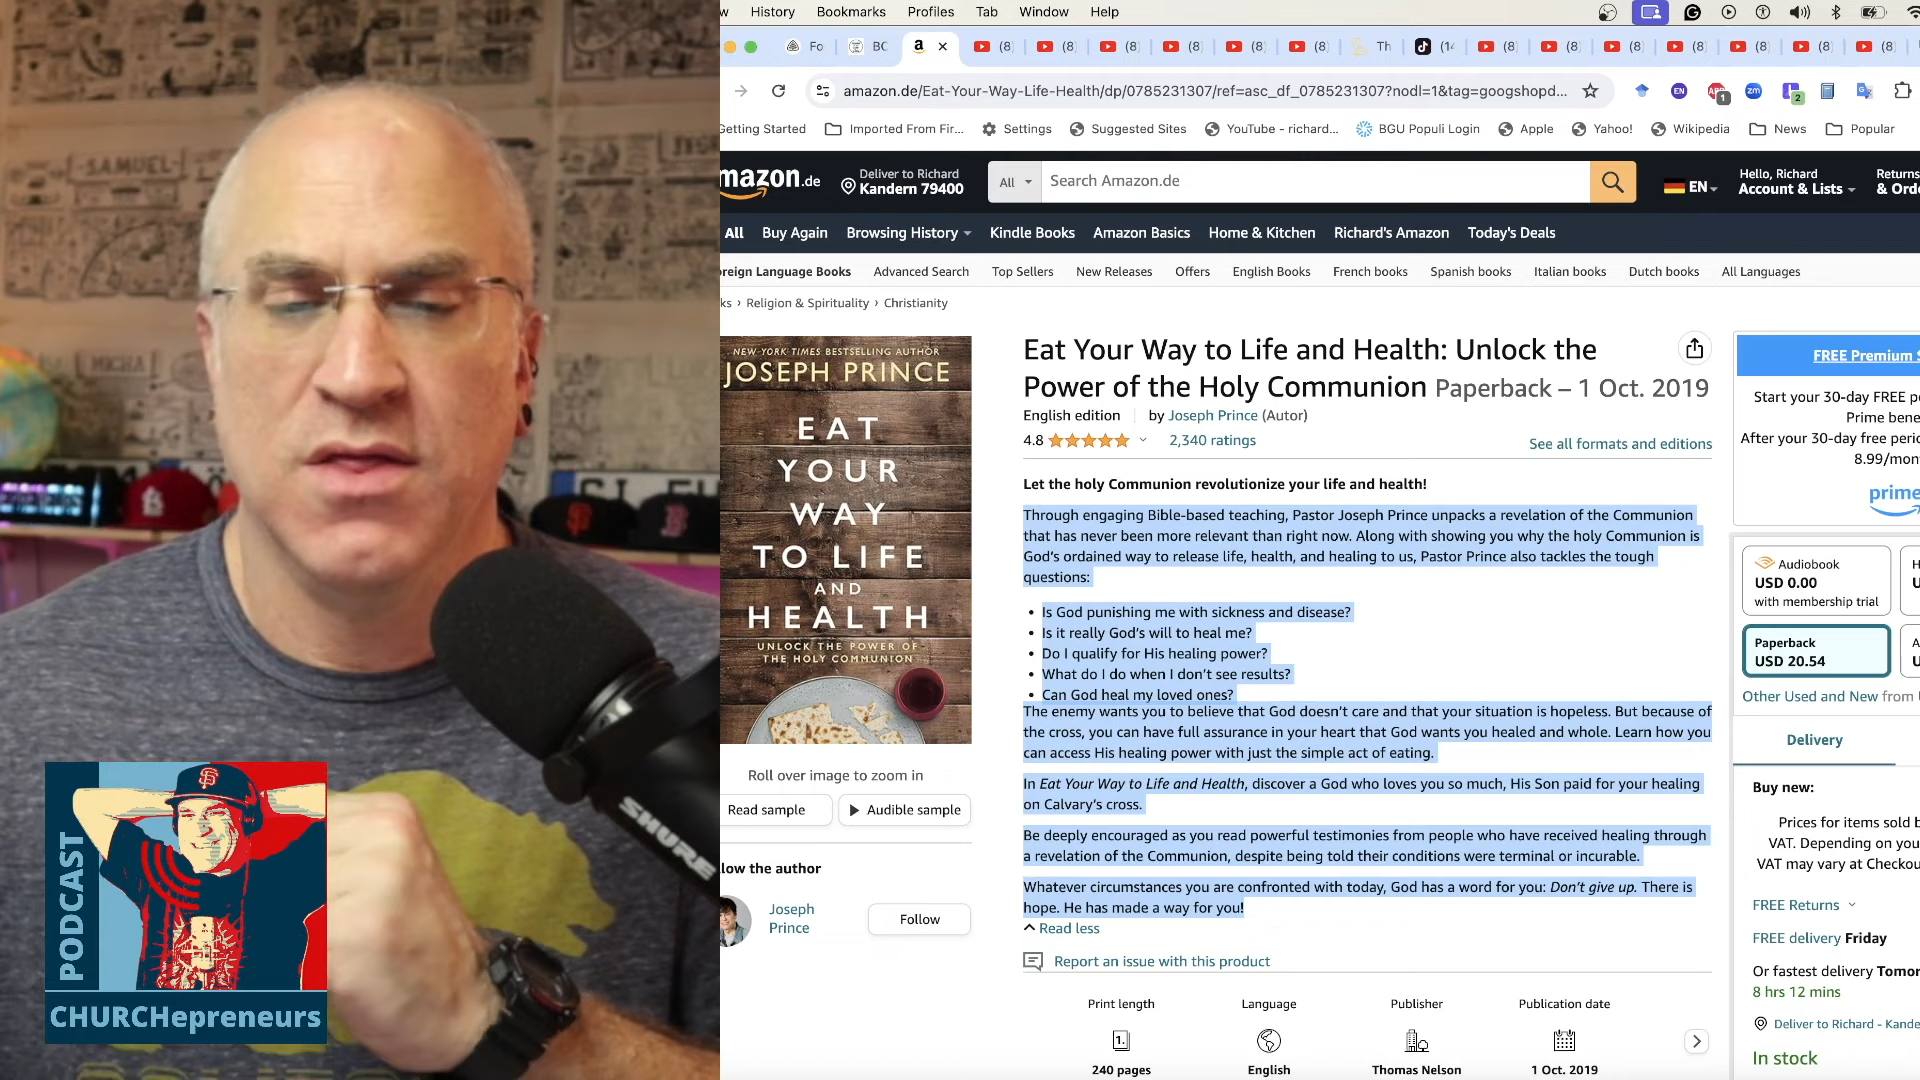 w History Bookmarks Profiles Tab Window Help
Fo BC a (8 (8 (8 (8 (8 (8 Th (14 (8 (8 (8 (8 (8 (8 (8
amazon.de/Eat-Your-Way-Life-Health/dp/0785231307/ref=asc_df_0785231307?nodl=1&tag=googshopd...
Getting Started Imported From Fir... Settings Suggested Sites YouTube - richard... BGU Populi Login Apple Yahoo! Wikipedia News Popular
mazon.de
Deliver to Richard
Kandern 79400
All Search Amazon.de
EN
Hello, Richard
Account & Lists
Returns
& Orde
All Buy Again Browsing History Kindle Books Amazon Basics Home & Kitchen Richard's Amazon Today's Deals
oreign Language Books Advanced Search Top Sellers New Releases Offers English Books French books Spanish books Italian books Dutch books All Languages
ks › Religion & Spirituality › Christianity
NEW YORK TIMES BESTSELLING AUTHOR
JOSEPH PRINCE
EAT
YOUR
WAY
TO LIFE
AND
HEALTH
UNLOCK THE POWER OF
THE HOLY COMMUNION
Roll over image to zoom in
Read sample Audible sample
low the author
Joseph
Prince
Follow
Eat Your Way to Life and Health: Unlock the
Power of the Holy Communion Paperback – 1 Oct. 2019
English edition by Joseph Prince (Autor)
4.8 2,340 ratings
See all formats and editions
Let the holy Communion revolutionize your life and health!
Through engaging Bible-based teaching, Pastor Joseph Prince unpacks a revelation of the Communion
that has never been more relevant than right now. Along with showing you why the holy Communion is
God's ordained way to release life, health, and healing to us, Pastor Prince also tackles the tough
questions:
• Is God punishing me with sickness and disease?
• Is it really God's will to heal me?
• Do I qualify for His healing power?
• What do I do when I don't see results?
• Can God heal my loved ones?
The enemy wants you to believe that God doesn't care and that your situation is hopeless. But because of
the cross, you can have full assurance in your heart that God wants you healed and whole. Learn how you
can access His healing power with just the simple act of eating.
In Eat Your Way to Life and Health, discover a God who loves you so much, His Son paid for your healing
on Calvary's cross.
Be deeply encouraged as you read powerful testimonies from people who have received healing through
a revelation of the Communion, despite being told their conditions were terminal or incurable.
Whatever circumstances you are confronted with today, God has a word for you: Don't give up. There is
hope. He has made a way for you!
Read less
Report an issue with this product
Print length Language Publisher Publication date
240 pages English Thomas Nelson 1 Oct. 2019
FREE Premium S
Start your 30-day FREE pe
Prime bene
After your 30-day free perio
8.99/mon
prime
Audiobook
USD 0.00
with membership trial
Paperback
USD 20.54
Other Used and New from
Delivery
Buy new:
Prices for items sold b
VAT. Depending on you
VAT may vary at Checkou
FREE Returns
FREE delivery Friday
Or fastest delivery Tomor
8 hrs 12 mins
Deliver to Richard - Kande
In stock
-SAMUEL-
MICHA
SHURE
PODCAST
CHURCHepreneurs